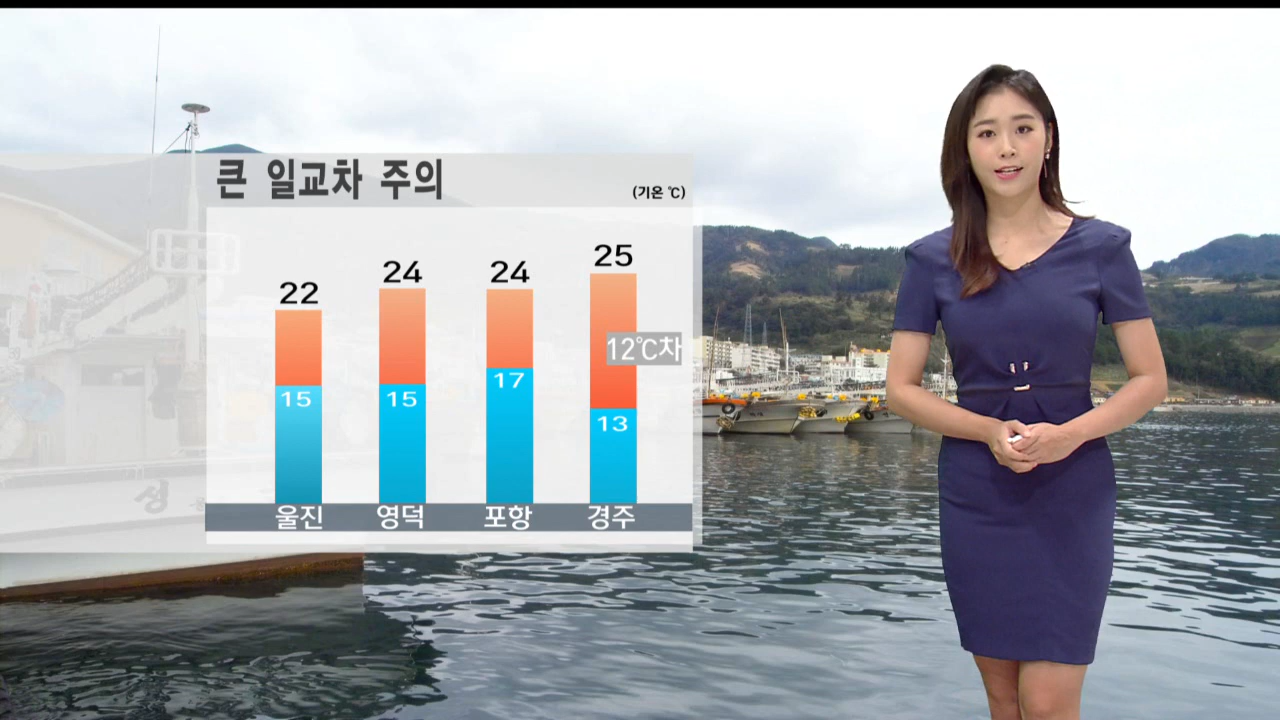 큰 일교차 주의
(기온 ℃)
22 24 24 25
12℃차
15 15 17 13
울진 영덕 포항 경주
성